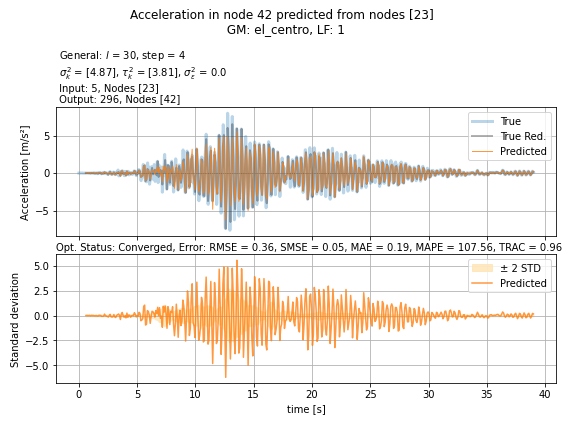 Acceleration in node 42 predicted from nodes [23]
GM: el_centro, LF: 1
General: l = 30, step = 4
σ²ₖ = [4.87], τ²ₖ = [3.81], σ²ε = 0.0
Input: 5, Nodes [23]
Output: 296, Nodes [42]
Acceleration [m/s²]
5
0
−5
True
True Red.
Predicted
Opt. Status: Converged, Error: RMSE = 0.36, SMSE = 0.05, MAE = 0.19, MAPE = 107.56, TRAC = 0.96
Standard deviation
5.0
2.5
0.0
−2.5
−5.0
± 2 STD
Predicted
0 5 10 15 20 25 30 35 40
time [s]